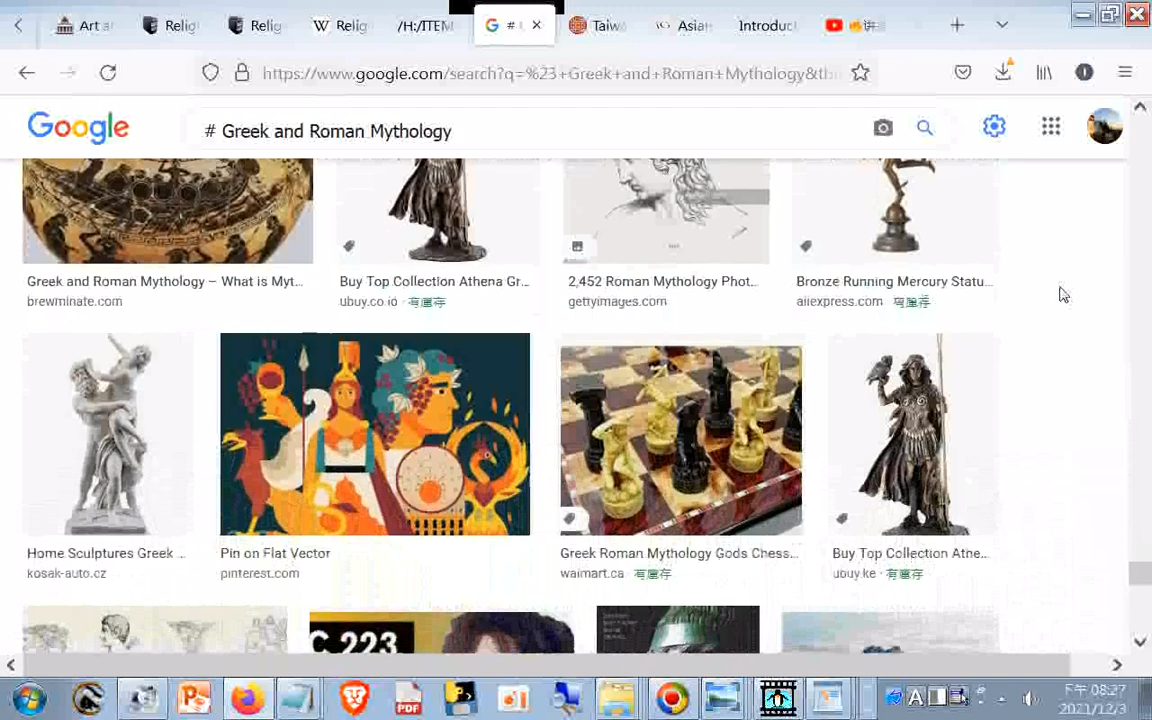 Art a
Religi
Religi
Religi
/H:/ITEM
# (
Taiw
Asian
Introduc
https://www.google.com/search?q=%23+Greek+and+Roman+Mythology&tb
Google
# Greek and Roman Mythology
Greek and Roman Mythology – What is Myt...
brewminate.com
Buy Top Collection Athena Gr...
ubuy.co.id · 有庫存
2,452 Roman Mythology Phot...
gettyimages.com
Bronze Running Mercury Statu...
aliexpress.com · 有庫存
Home Sculptures Greek ...
kosak-auto.cz
Pin on Flat Vector
pinterest.com
Greek Roman Mythology Gods Chess...
walmart.ca · 有庫存
Buy Top Collection Athe...
ubuy.ke · 有庫存
C 223
下午 08:27
2021/12/3